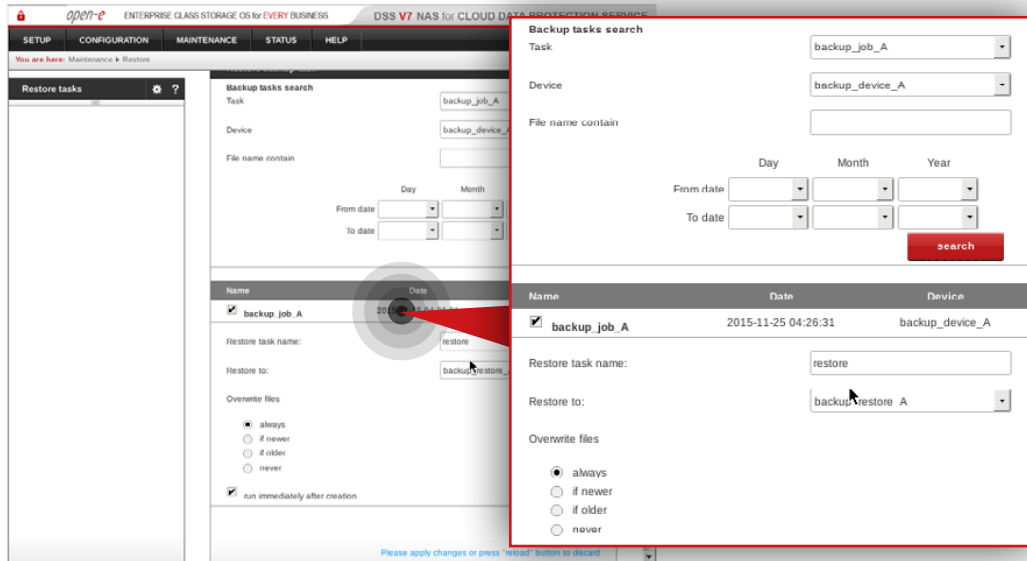 open-e ENTERPRISE CLASS STORAGE OS for EVERY BUSINESS DSS V7 NAS for CLOUD DATA PROTECTION SERVICE
SETUP CONFIGURATION MAINTENANCE STATUS HELP
You are here: Maintenance Restore
Restore tasks ?
Backup tasks search
Task backup_job_A
Device backup_device_A
File name contain
Day Month
From date
To date
Name Date
backup_job_A
Restore task name: restore
Restore to:
Overwrite files
always
if newer
if older
never
run immediately after creation
Please apply changes or press "reload" button to discard
Backup tasks search
Task backup_job_A
Device backup_device_A
File name contain
Day Month Year
From date
To date
search
Name Date Device
backup_job_A 2015-11-25 04:26:31 backup_device_A
Restore task name: restore
Restore to: backup_restore_A
Overwrite files
always
if newer
if older
never